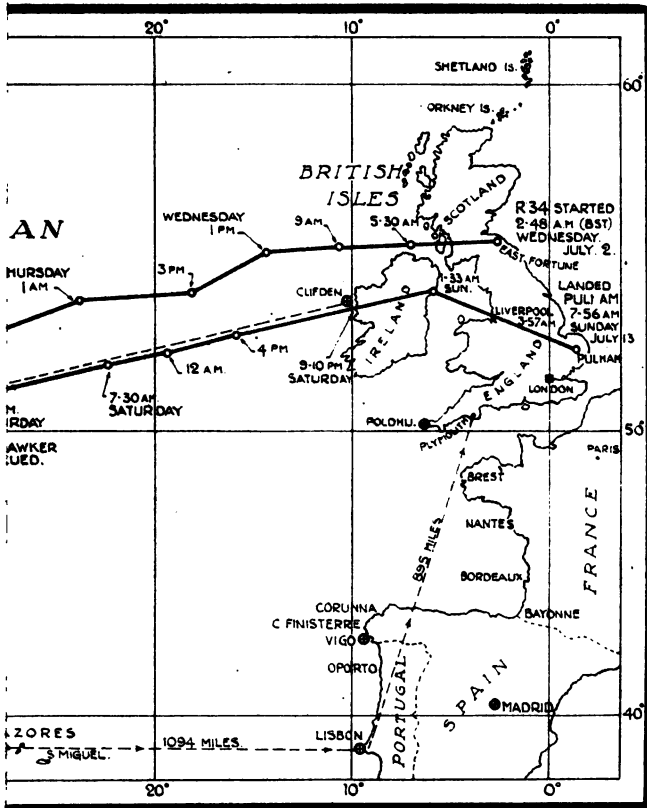 20°
10°
0°
SHETLAND IS.
60°
ORKNEY IS.
BRITISH
ISLES
SCOTLAND
AN
WEDNESDAY
1 PM
9 AM.
5-30 AM
R 34 STARTED
2-48 A.M (BST)
WEDNESDAY.
JULY. 2.
EAST FORTUNE
HURSDAY
1 AM.
3 PM
CLIFDEN
1-33 AM
SUN.
IRELAND
LANDED
PULHAM
7-56 AM
SUNDAY
JULY 13
LIVERPOOL
3-57 AM
PULHAM
ENGLAND
LONDON
4 PM
12 AM.
9-10 PM
SATURDAY
7-30 AM
SATURDAY
M.
RDAY
AWKER
UED.
POLDHU.
PLYMOUTH
50°
PARIS
BREST
NANTES
BORDEAUX
FRANCE
895 MILES
CORUNNA
C FINISTERRE
VIGO
BAYONNE
OPORTO
PORTUGAL
SPAIN
MADRID
40°
AZORES
S MIGUEL.
1094 MILES.
LISBON
20°
10°
0°